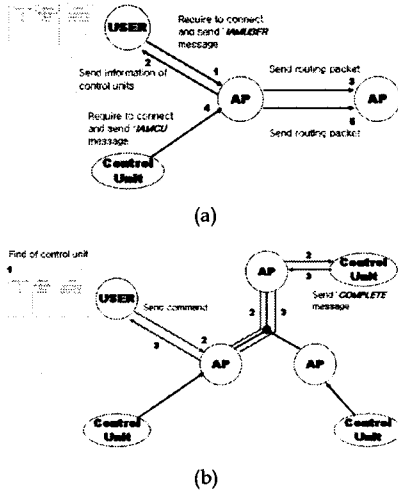 Require to connect
and send "IAMUSER
message
USER
2
1
Send information of
control units
Send routing packet
3
AP
AP
4
Require to connect
and send "IAMCU
message
5
Send routing packet
Control
Unit
(a)
Find of control unit
1
2
AP
3
Control
Unit
Send "COMPLETE"
message
USER
Send command
2
3
3
2
AP
AP
Control
Unit
Control
Unit
(b)